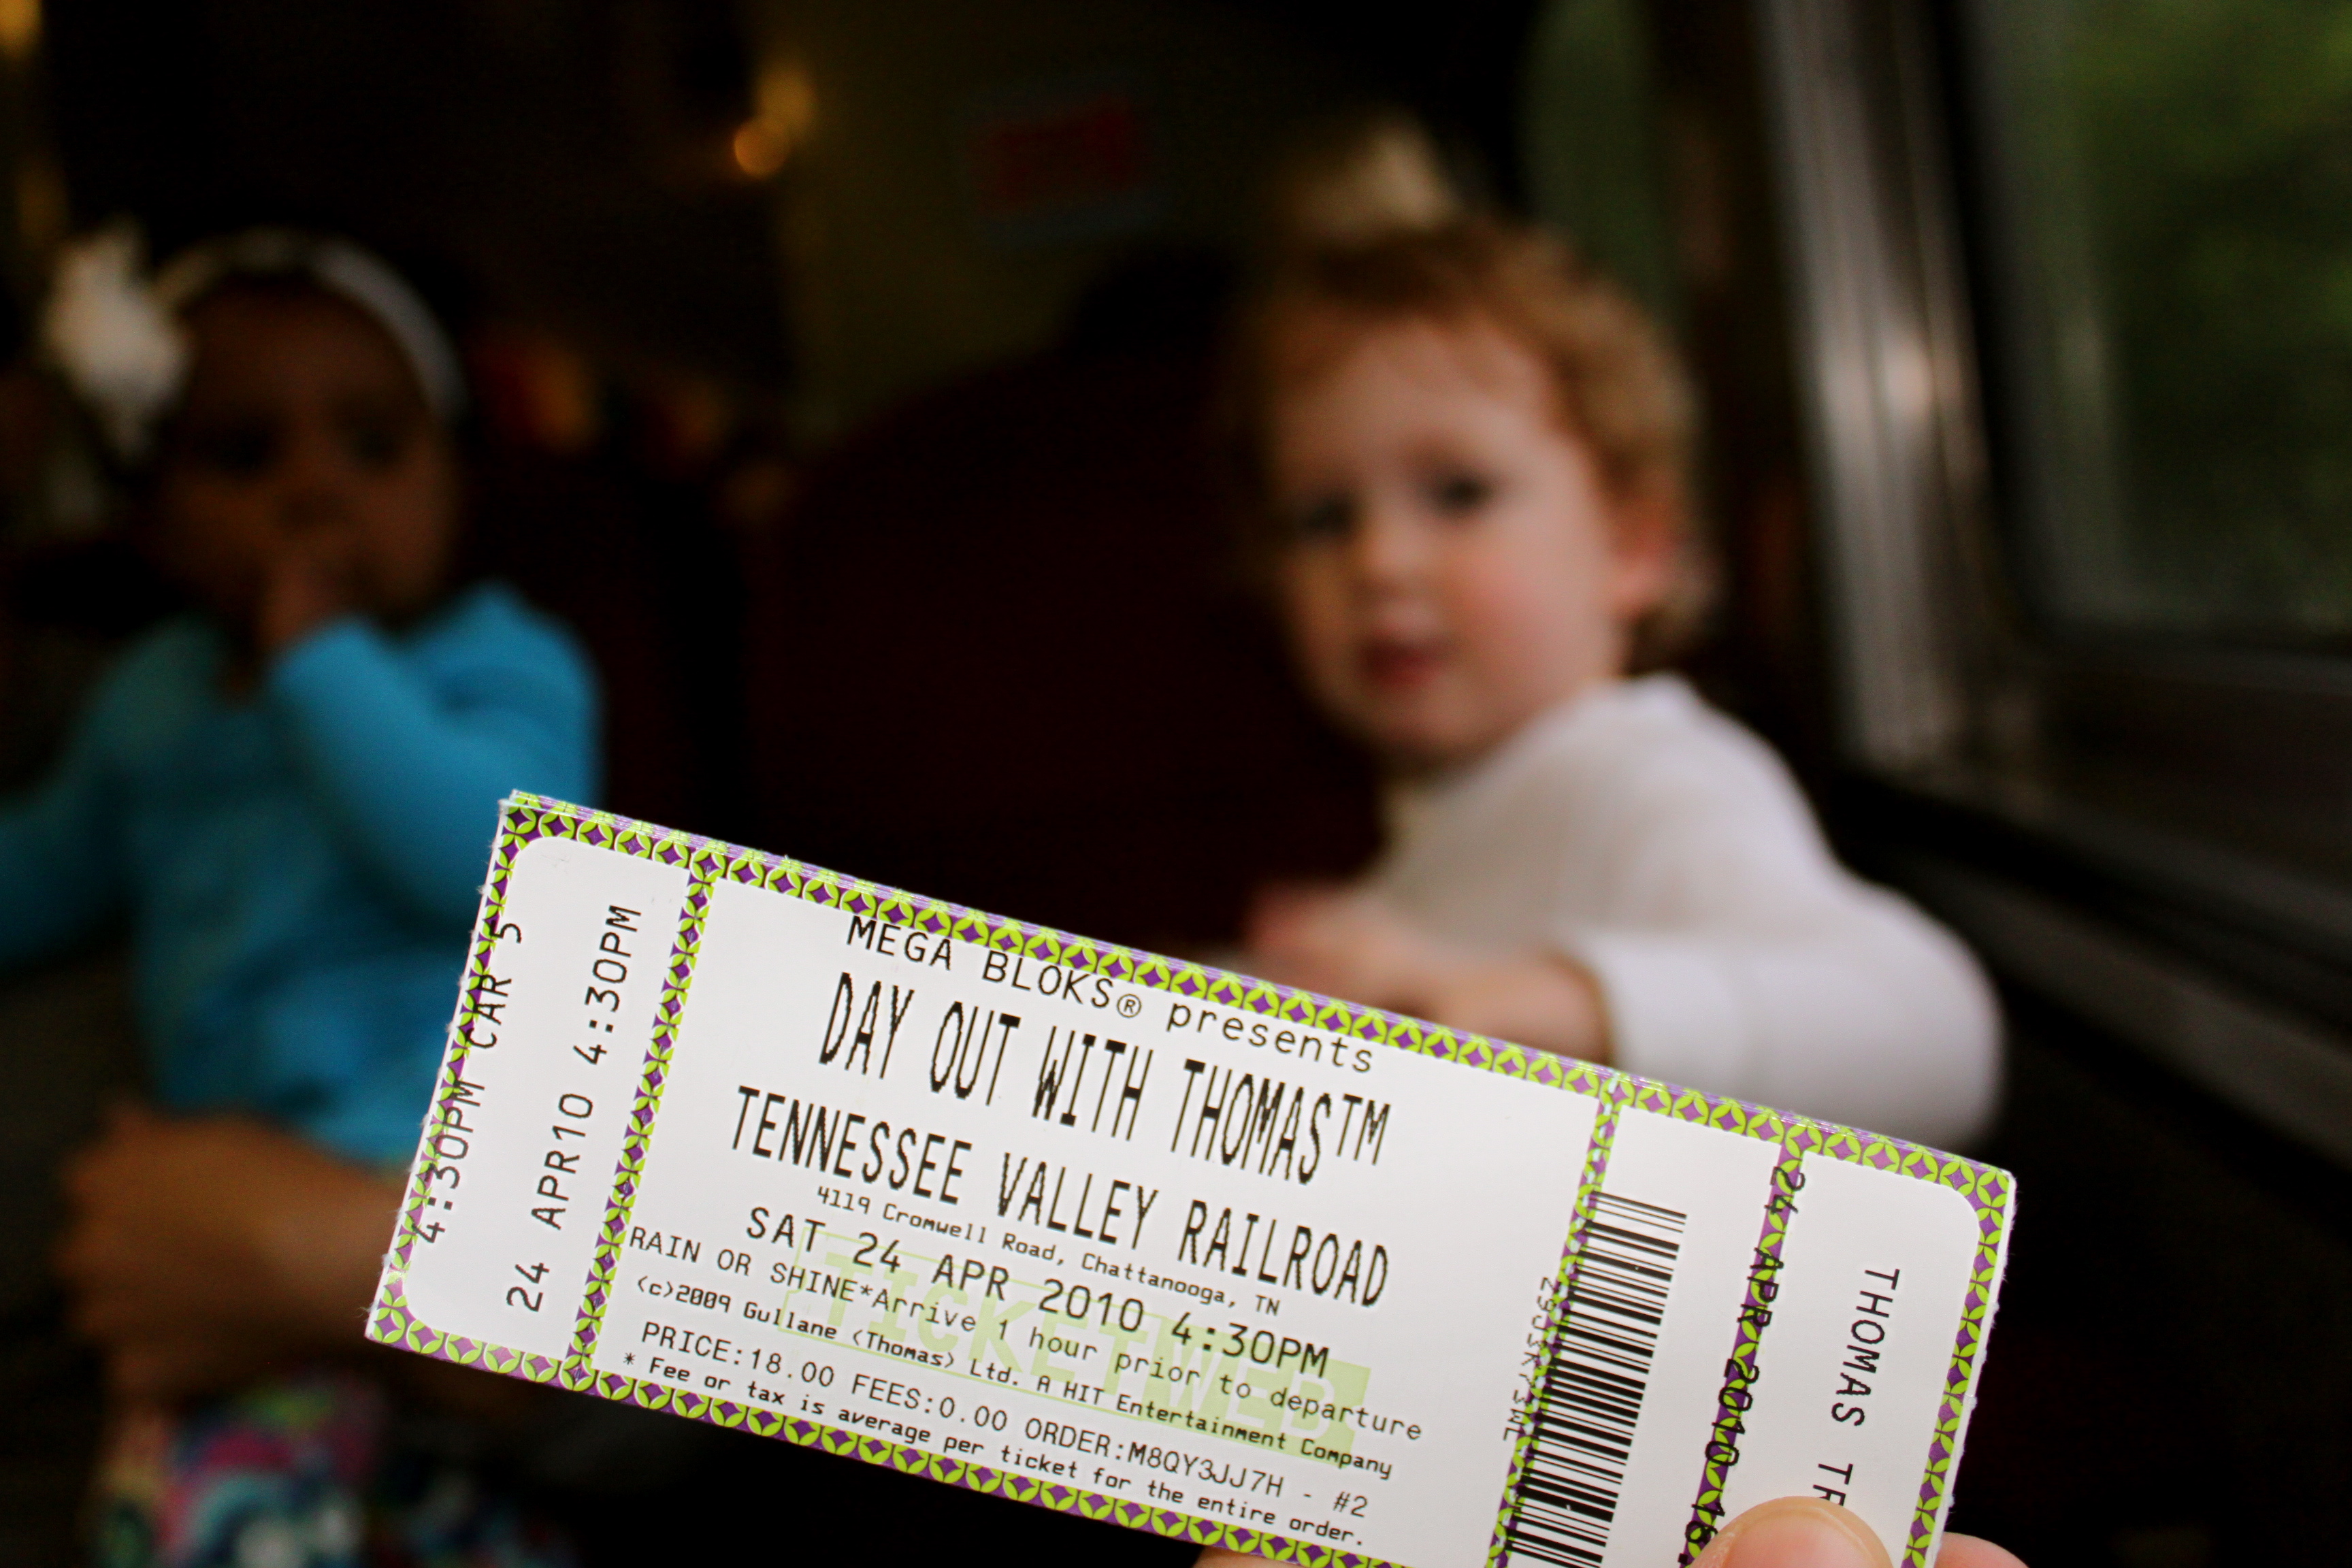 4:30PM CAR 5
24 APR10 4:30PM
MEGA BLOKS® presents
DAY OUT WITH THOMAS™
TENNESSEE VALLEY RAILROAD
4119 Cromwell Road, Chattanooga, TN
SAT 24 APR 2010 4:30PM
RAIN OR SHINE*Arrive 1 hour prior to departure
(c)2009 Gullane (Thomas) Ltd. A HIT Entertainment Company
PRICE:18.00 FEES:0.00 ORDER:M8QY3JJ7H - #2
* Fee or tax is average per ticket for the entire order.
TICKETWEB
24 APR 2010
THOMAS